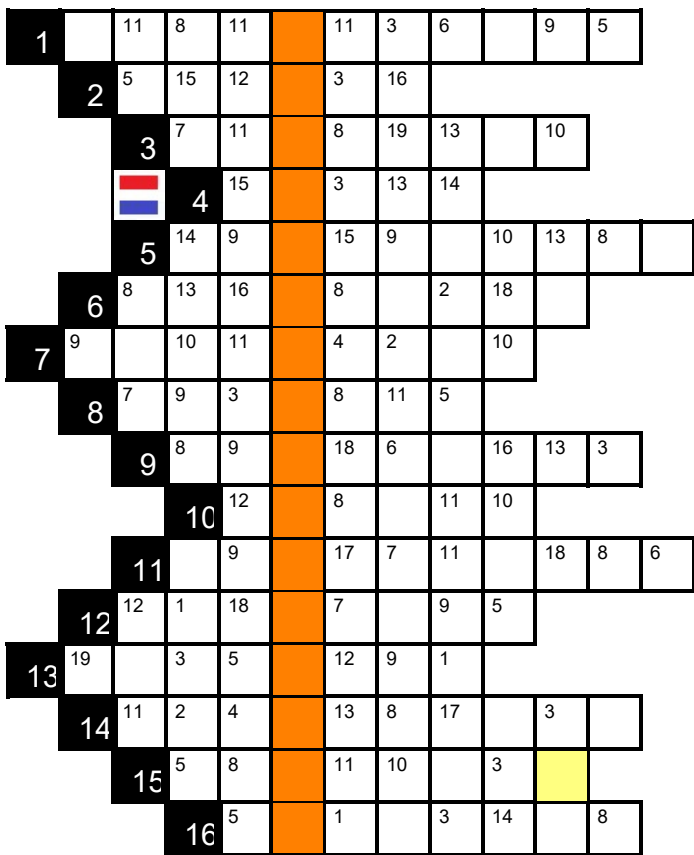 1 11 8 11 11 3 6 9 5
2 5 15 12 3 16
3 7 11 8 19 13 10
4 15 3 13 14
5 14 9 15 9 10 13 8
6 8 13 16 8 2 18
7 9 10 11 4 2 10
8 7 9 3 8 11 5
9 8 9 18 6 16 13 3
10 12 8 11 10
11 9 17 7 11 18 8 6
12 12 1 18 7 9 5
13 19 3 5 12 9 1
14 11 2 4 13 8 17 3
15 5 8 11 10 3
16 5 1 3 14 8